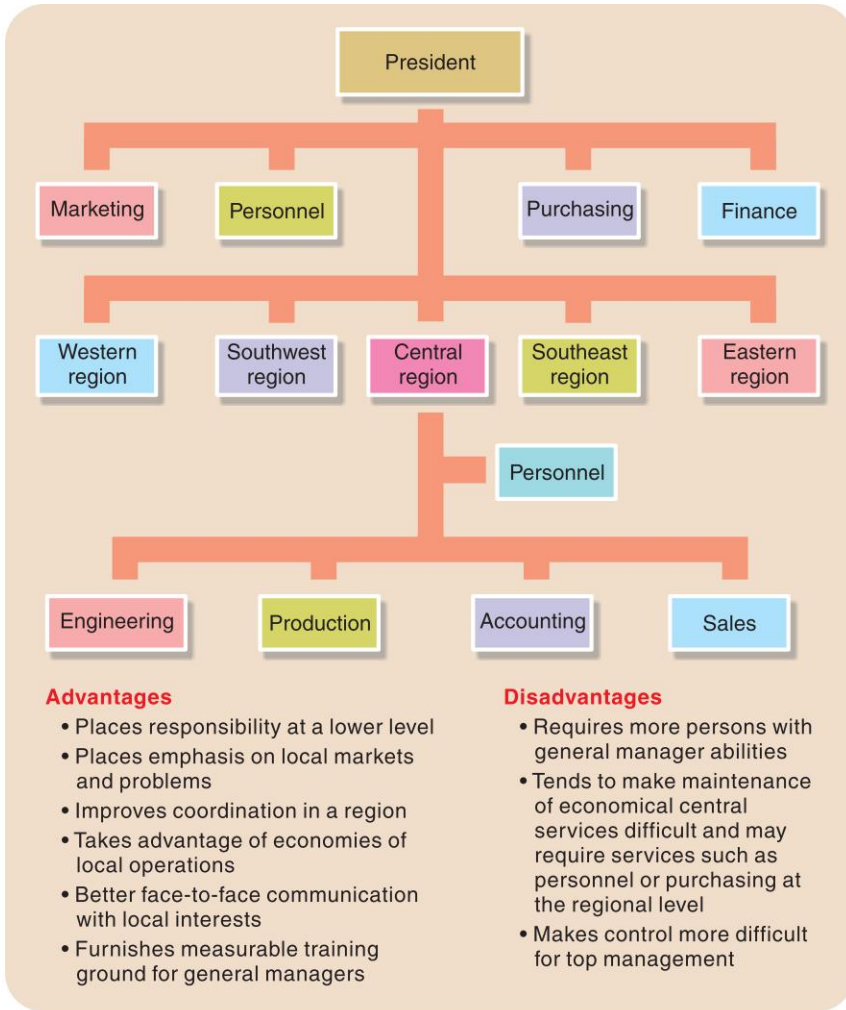 President
Marketing
Personnel
Purchasing
Finance
Western
region
Southwest
region
Central
region
Southeast
region
Eastern
region
Personnel
Engineering
Production
Accounting
Sales
Advantages
• Places responsibility at a lower level
• Places emphasis on local markets
and problems
• Improves coordination in a region
• Takes advantage of economies of
local operations
• Better face-to-face communication
with local interests
• Furnishes measurable training
ground for general managers
Disadvantages
• Requires more persons with
general manager abilities
• Tends to make maintenance
of economical central
services difficult and may
require services such as
personnel or purchasing at
the regional level
• Makes control more difficult
for top management